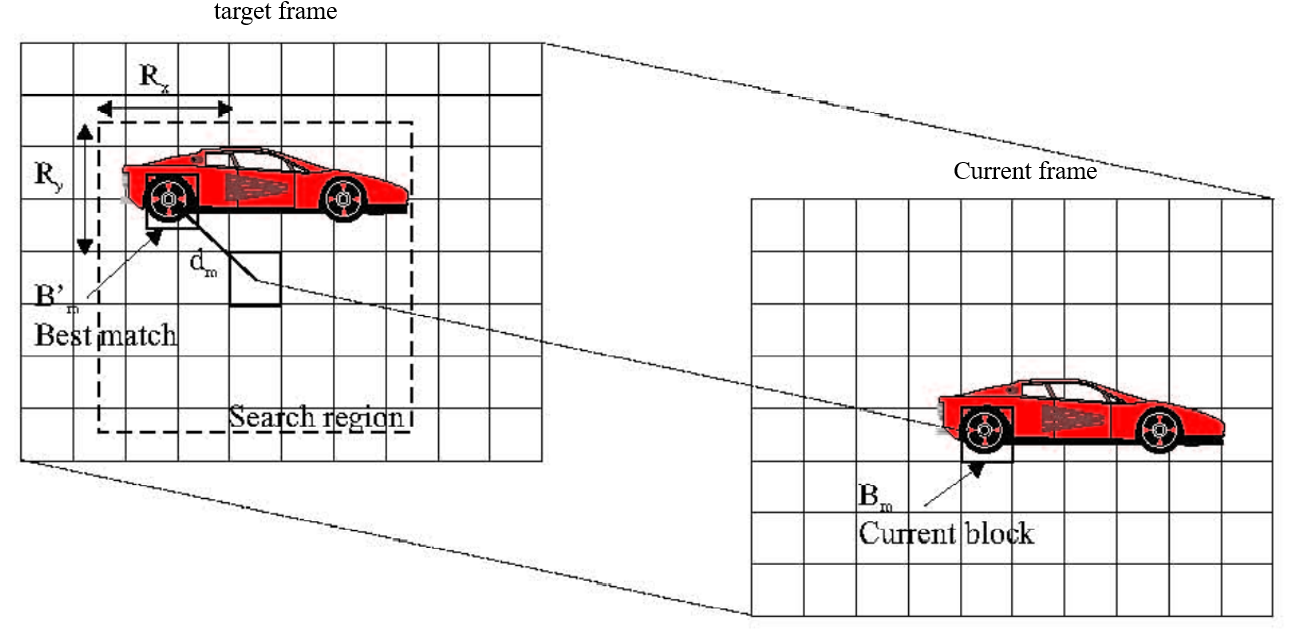 target frame
Rx
Current frame
Ry
dm
B'm
Best match
Search region
Bm
Current block